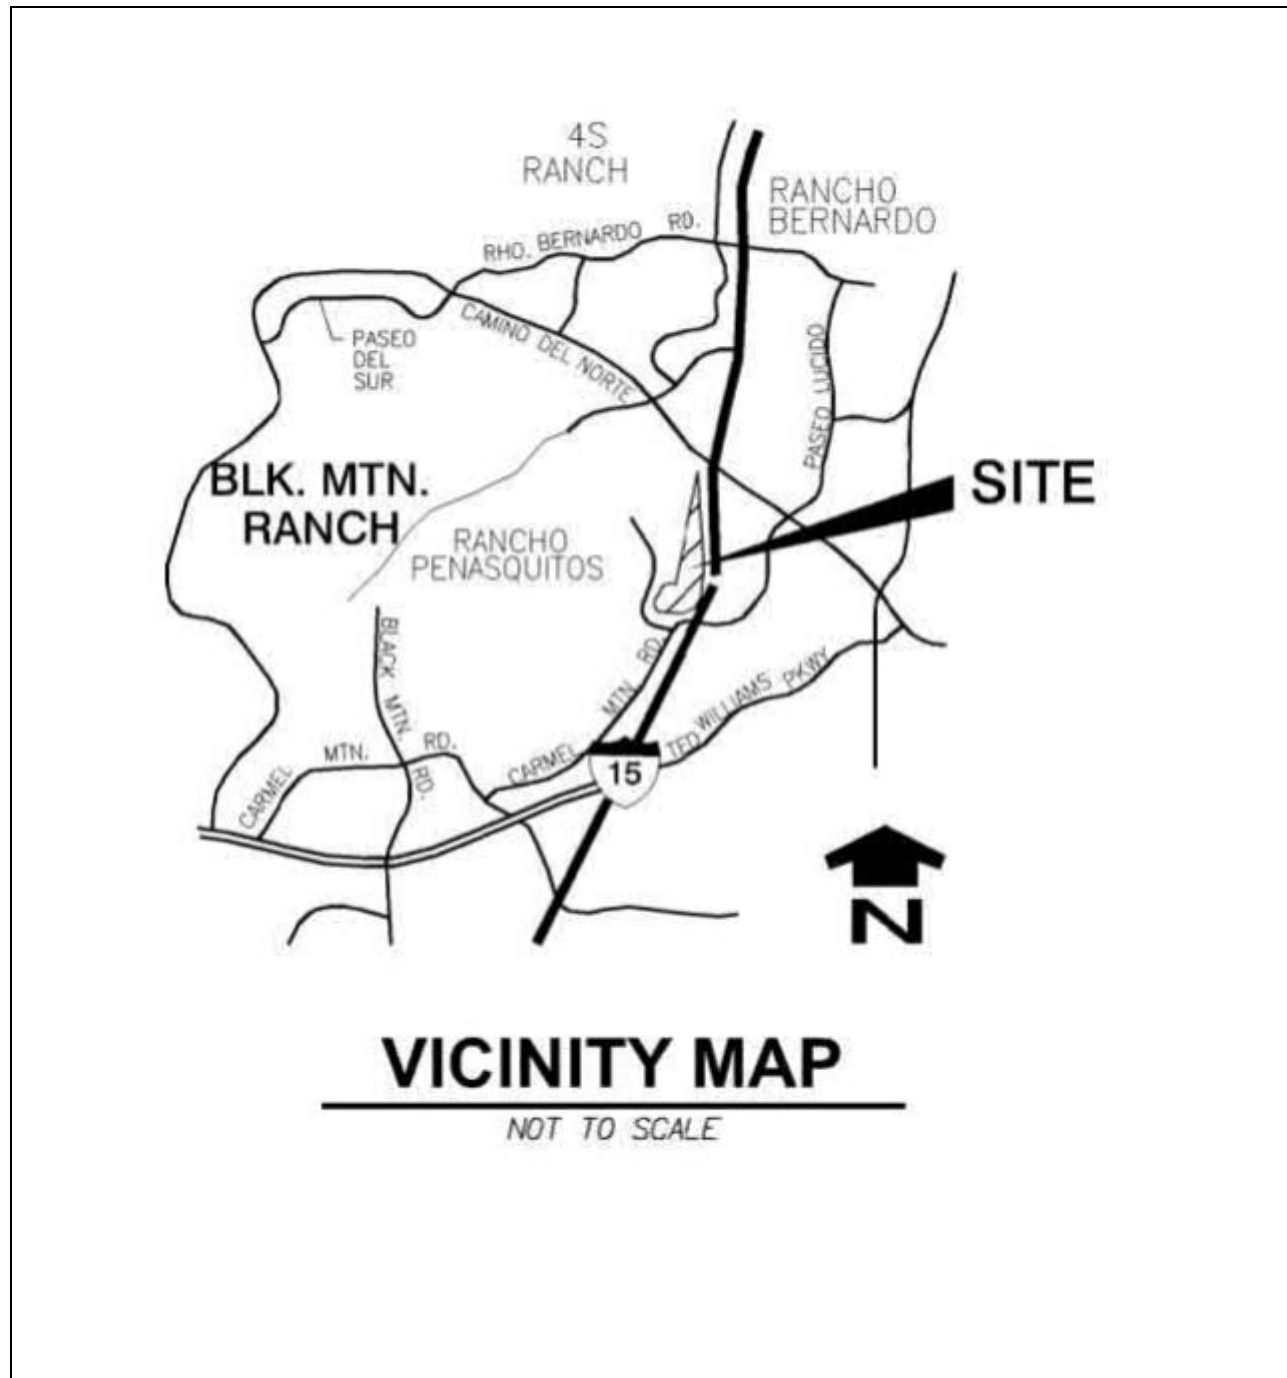 4S
RANCH
RANCHO
BERNARDO
RHO. BERNARDO RD.
CAMINO DEL NORTE
PASEO
DEL
SUR
PASEO LUCIDO
BLK. MTN.
RANCH
SITE
RANCHO
PENASQUITOS
BLACK MTN. RD.
CARMEL MTN. RD.
CARMEL MTN. RD.
TED WILLIAMS PKWY
15
N
VICINITY MAP
NOT TO SCALE